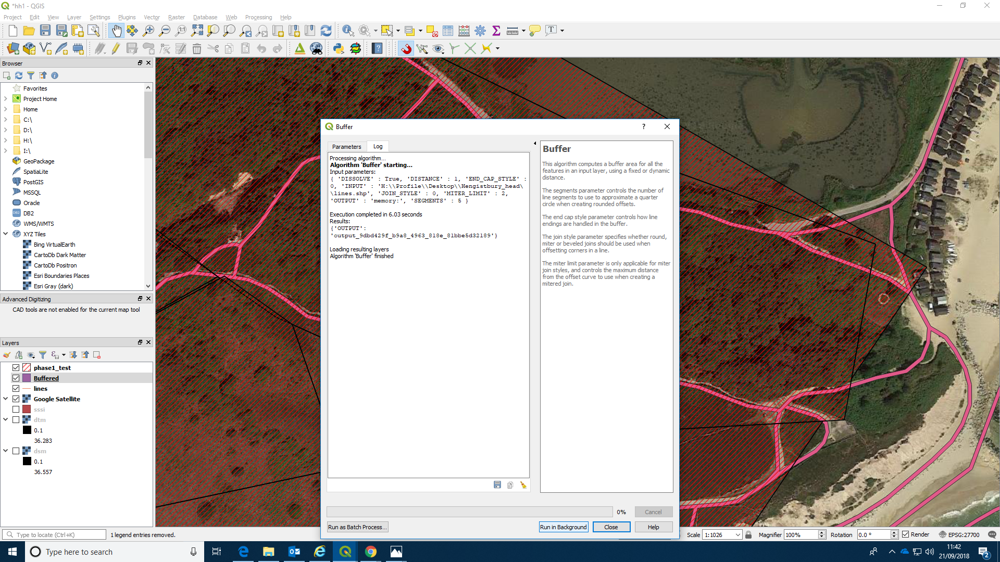 *hh1 - QGIS
Project Edit View Layer Settings Plugins Vector Raster Database Web Processing Help
Browser
Favorites
Project Home
Home
C:\
D:\
H:\
I:\
GeoPackage
SpatiaLite
PostGIS
MSSQL
Oracle
DB2
WMS/WMTS
XYZ Tiles
Bing VirtualEarth
CartoDb Dark Matter
CartoDb Positron
Esri Boundaries Places
Esri Gray (dark)
Advanced Digitizing
CAD tools are not enabled for the current map tool
Layers
phase1_test
Buffered
lines
Google Satellite
sssi
dtm
0.1
36.283
dsm
0.1
36.557
Buffer
Parameters Log
Processing algorithm...
Algorithm 'Buffer' starting...
Input parameters:
{ 'DISSOLVE' : True, 'DISTANCE' : 1, 'END_CAP_STYLE' :
0, 'INPUT' : 'H:\\Profile\\Desktop\\Hengistbury_head\
\lines.shp', 'JOIN_STYLE' : 0, 'MITER_LIMIT' : 2,
'OUTPUT' : 'memory:', 'SEGMENTS' : 5 }
Execution completed in 6.03 seconds
Results:
{'OUTPUT':
'output_9dbd429f_b9a8_4963_818e_81bbe5d32189'}
Loading resulting layers
Algorithm 'Buffer' finished
Buffer
This algorithm computes a buffer area for all the
features in an input layer, using a fixed or dynamic
distance.
The segments parameter controls the number of
line segments to use to approximate a quarter
circle when creating rounded offsets.
The end cap style parameter controls how line
endings are handled in the buffer.
The join style parameter specifies whether round,
miter or beveled joins should be used when
offsetting corners in a line.
The miter limit parameter is only applicable for miter
join styles, and controls the maximum distance
from the offset curve to use when creating a
mitered join.
0% Cancel
Run as Batch Process... Run in Background Close Help
Type to locate (Ctrl+K) 1 legend entries removed. Scale 1:1026 Magnifier 100% Rotation 0.0 ° Render EPSG:27700
Type here to search
11:42
21/09/2018
2